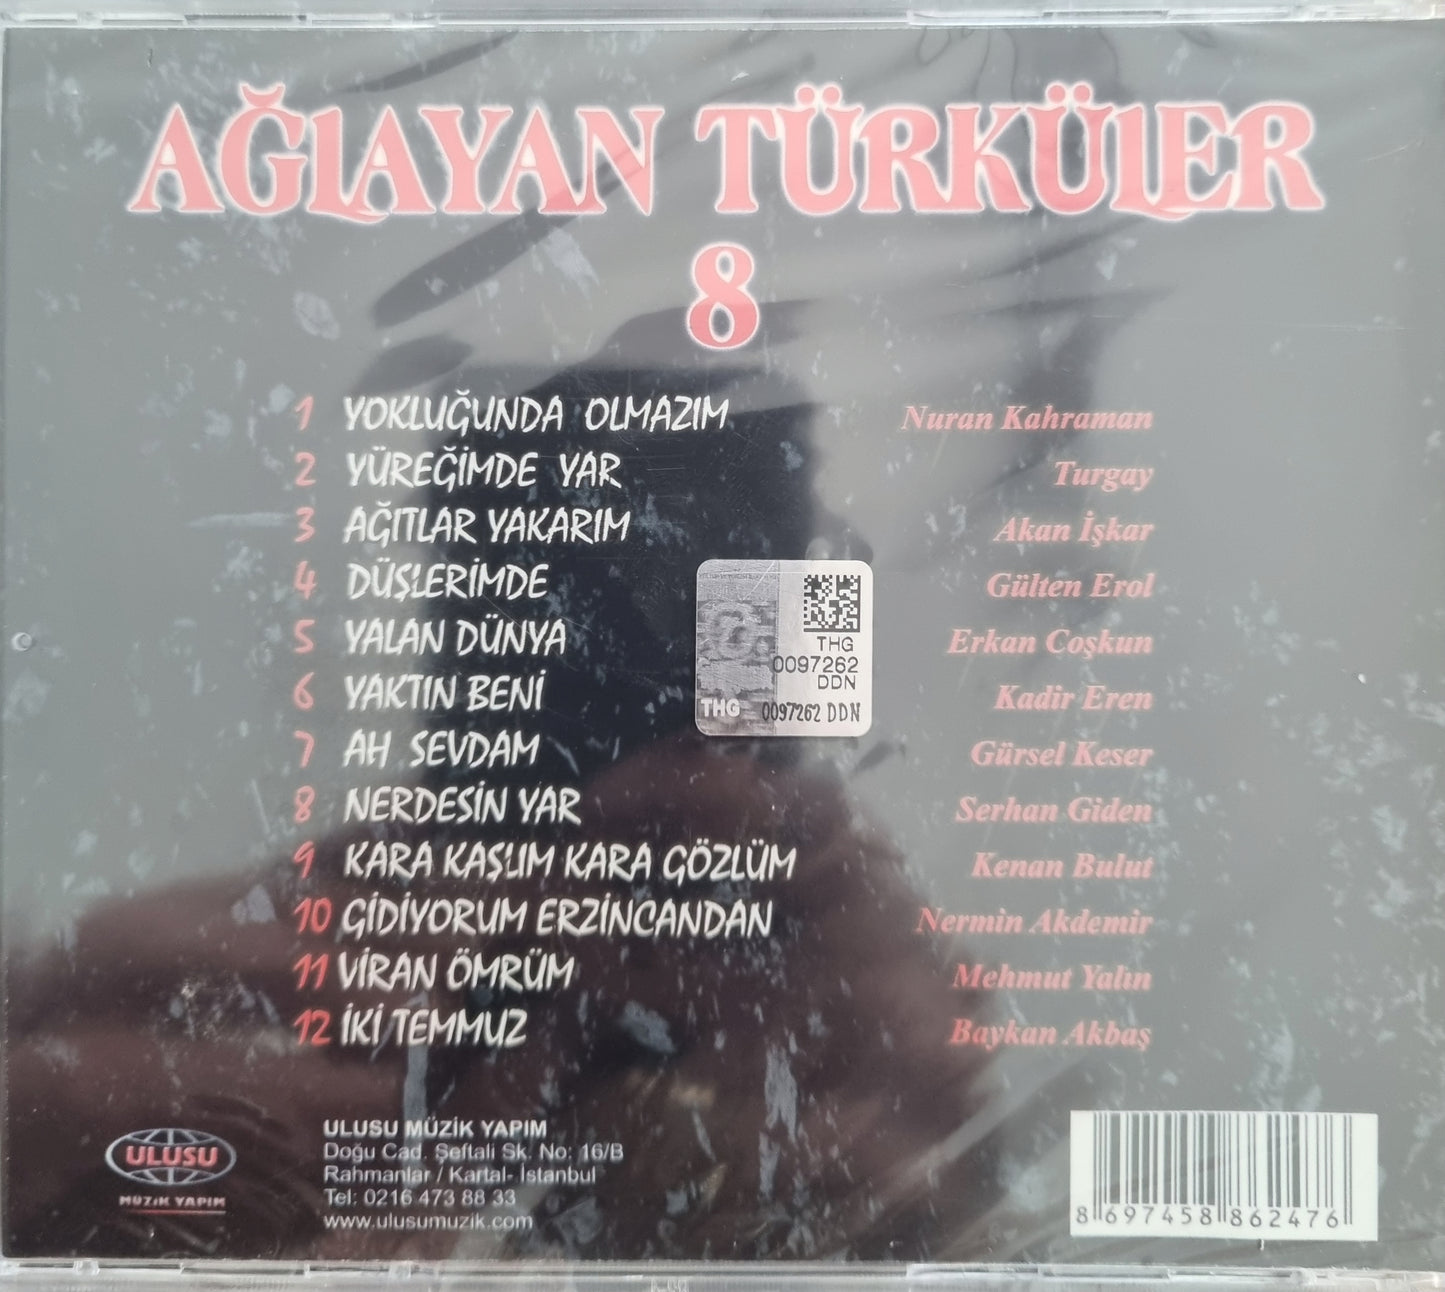 AĞLAYAN TÜRKÜLER
8
1 YOKLUĞUNDA OLMAZIM Nuran Kahraman
2 YÜREĞİMDE YAR Turgay
3 AĞITLAR YAKARIM Akan İşkar
4 DÜŞLERİMDE Gülten Erol
5 YALAN DÜNYA Erkan Coşkun
6 YAKTIN BENİ Kadir Eren
7 AH SEVDAM Gürsel Keser
8 NERDESİN YAR Serhan Giden
9 KARA KAŞLIM KARA GÖZLÜM Kenan Bulut
10 GİDİYORUM ERZİNCANDAN Nermin Akdemir
11 VİRAN ÖMRÜM Mehmut Yalın
12 İKİ TEMMUZ Baykan Akbaş
THG
0097262
DDN
THG 0097262 DDN
ULUSU
MÜZİK YAPIM
ULUSU MÜZİK YAPIM
Doğu Cad. Şeftali Sk. No: 16/B
Rahmanlar / Kartal- İstanbul
Tel: 0216 473 88 33
www.ulusumuzik.com
8 697458 862476